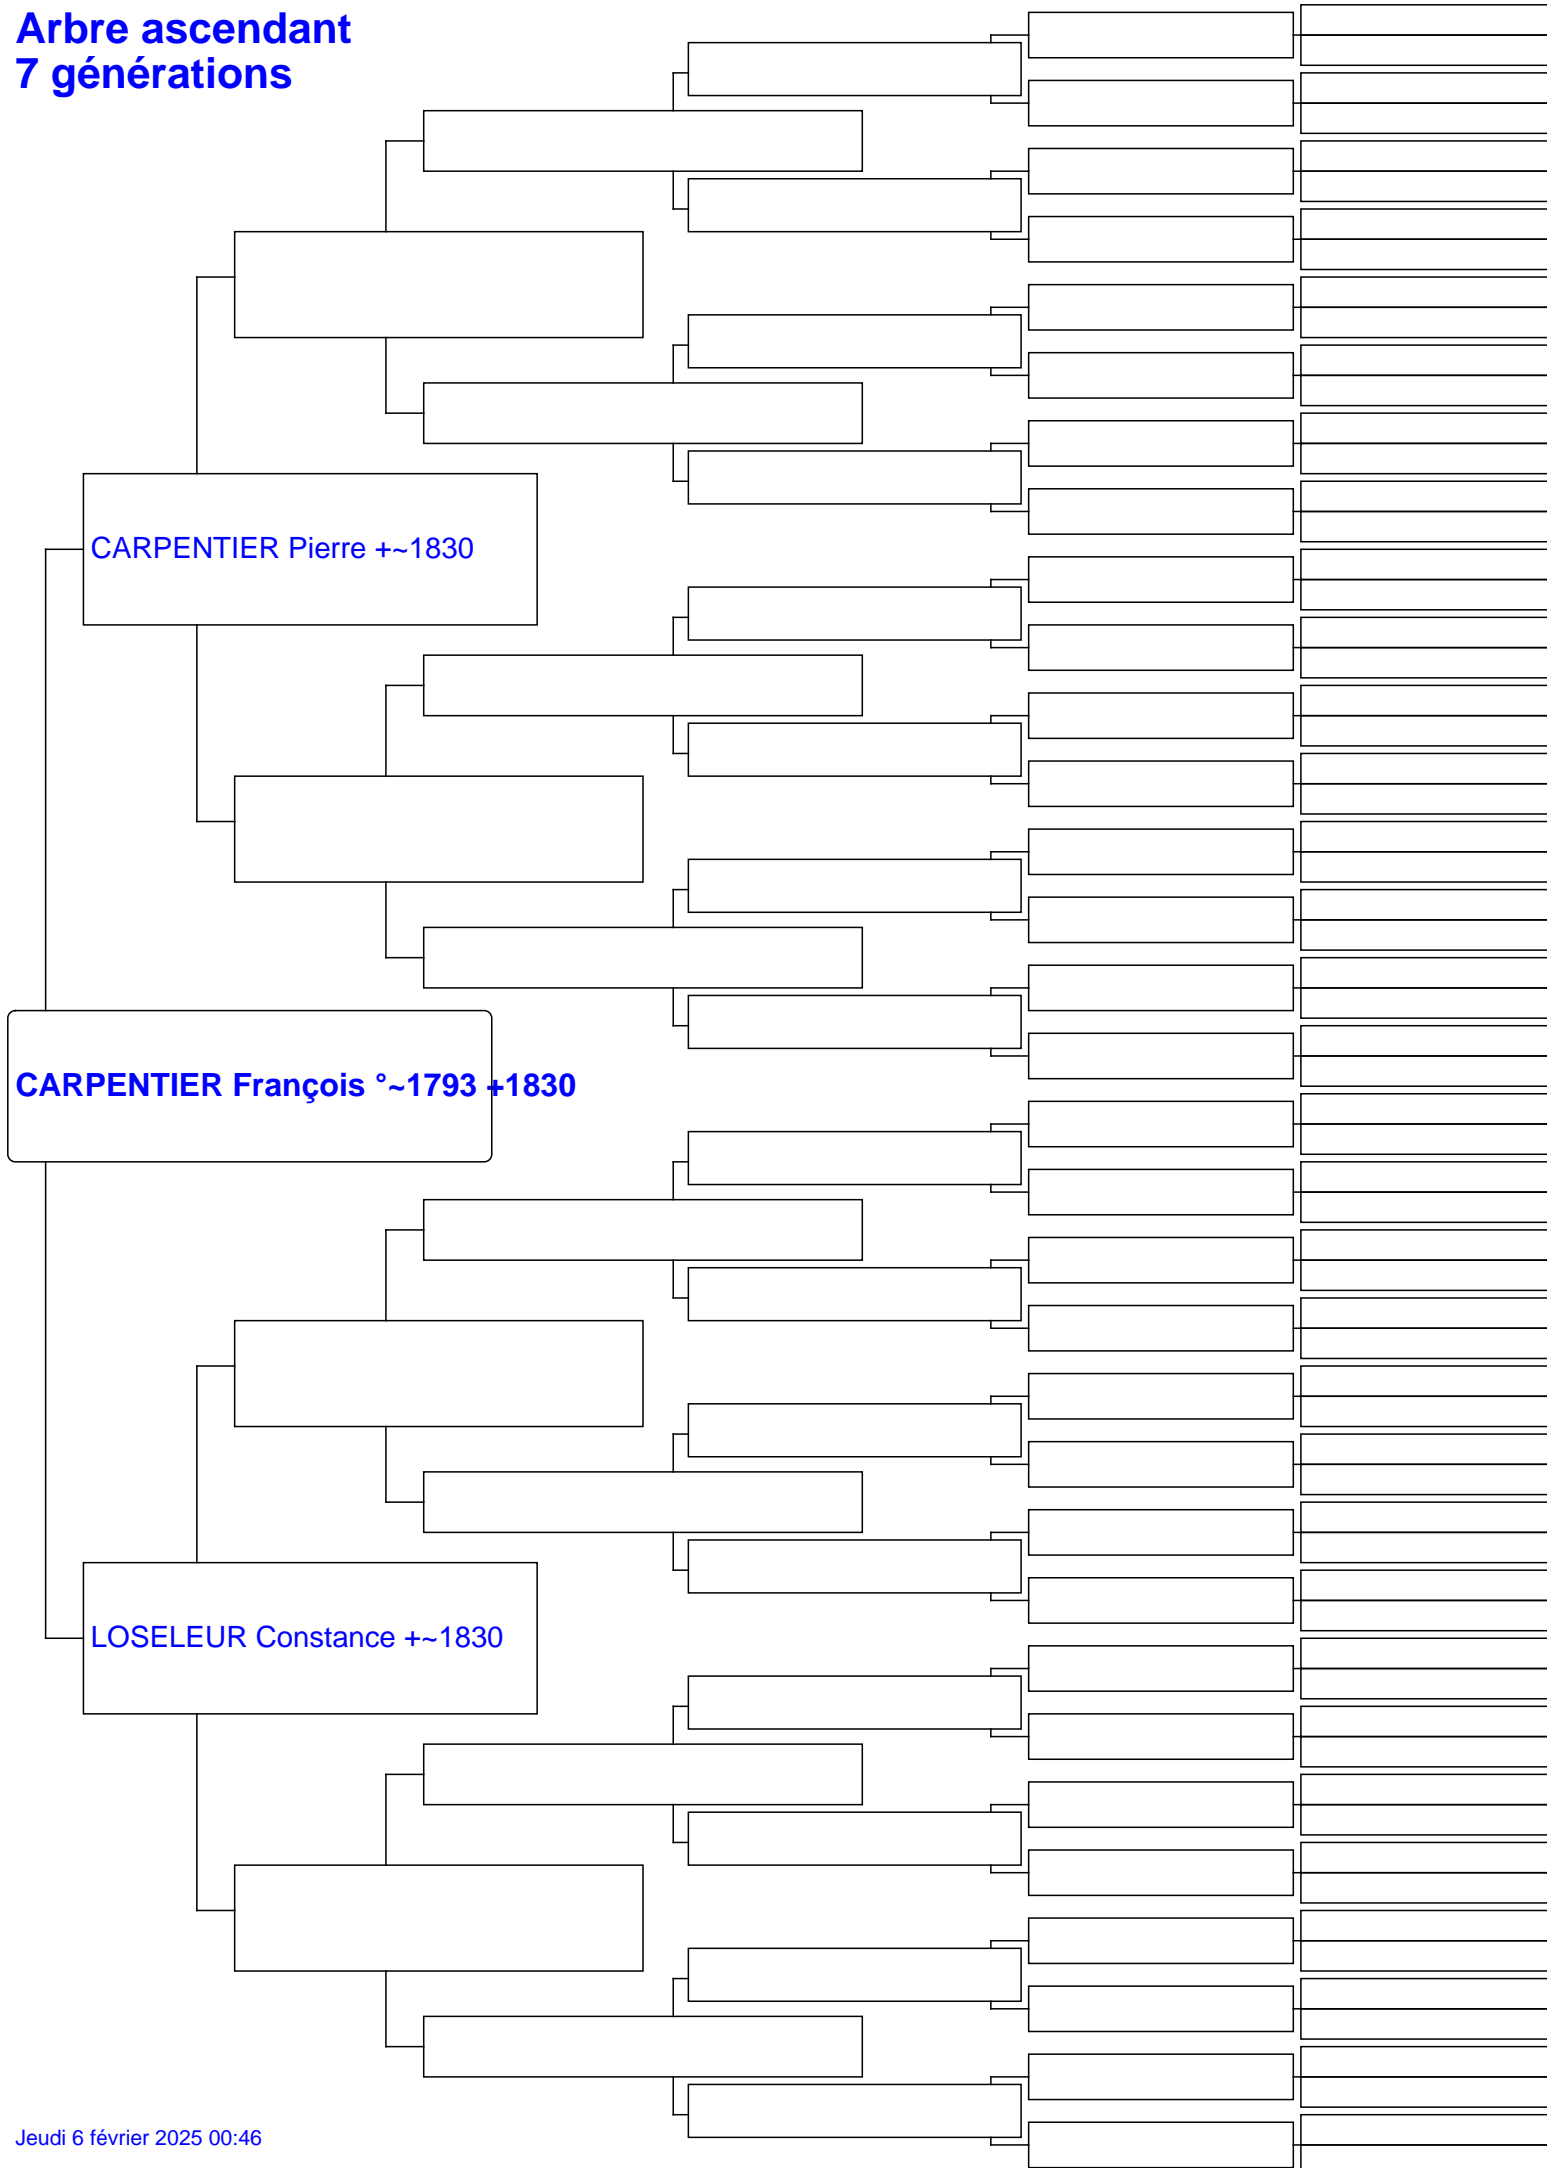 Arbre ascendant
7 générations
CARPENTIER Pierre +~1830
CARPENTIER François °~1793 +1830
LOSELEUR Constance +~1830
Jeudi 6 février 2025 00:46